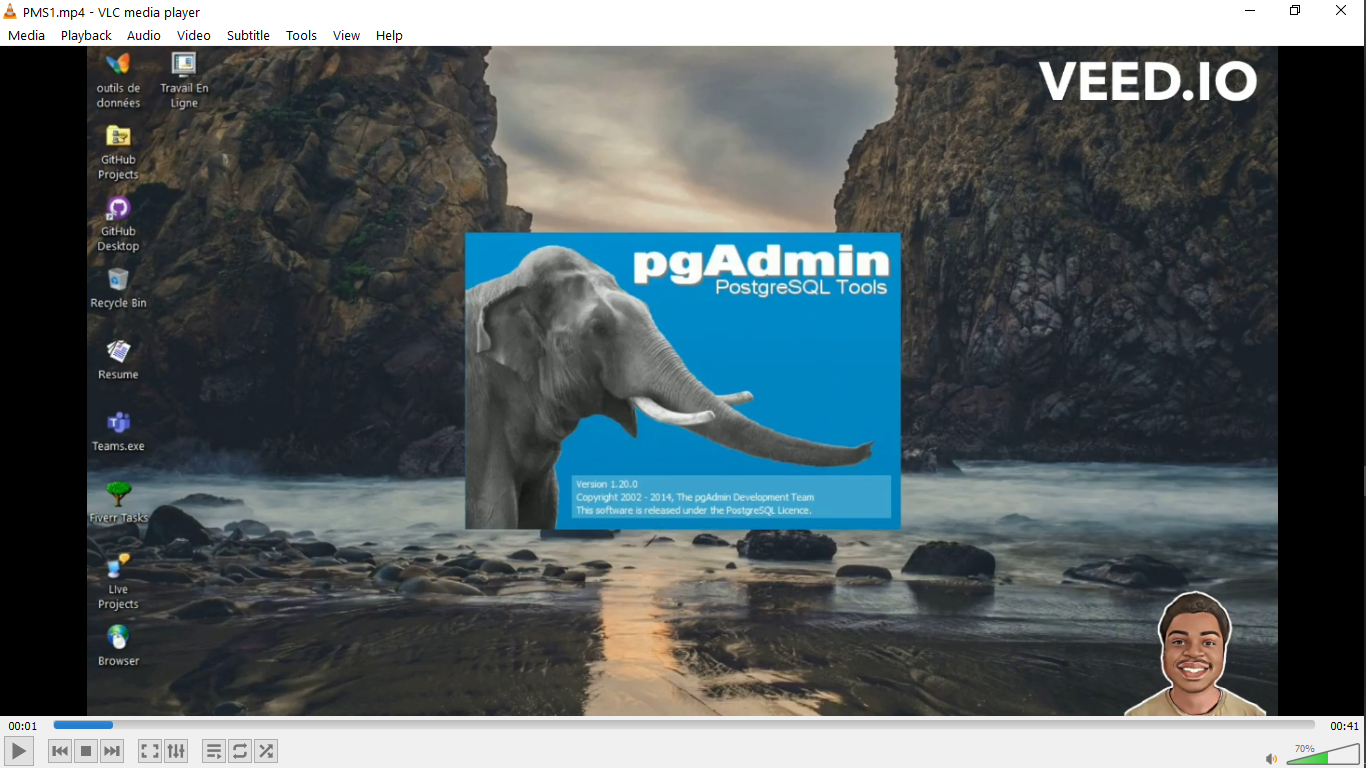 PMS1.mp4 - VLC media player
Media Playback Audio Video Subtitle Tools View Help
VEED.IO
outils de
données
Travail En
Ligne
GitHub
Projects
GitHub
Desktop
Recycle Bin
Resume
Teams.exe
Fiverr Tasks
LIve
Projects
Browser
pgAdmin
PostgreSQL Tools
Version 1.20.0
Copyright 2002 - 2014, The pgAdmin Development Team
This software is released under the PostgreSQL Licence.
00:01
00:41
70%